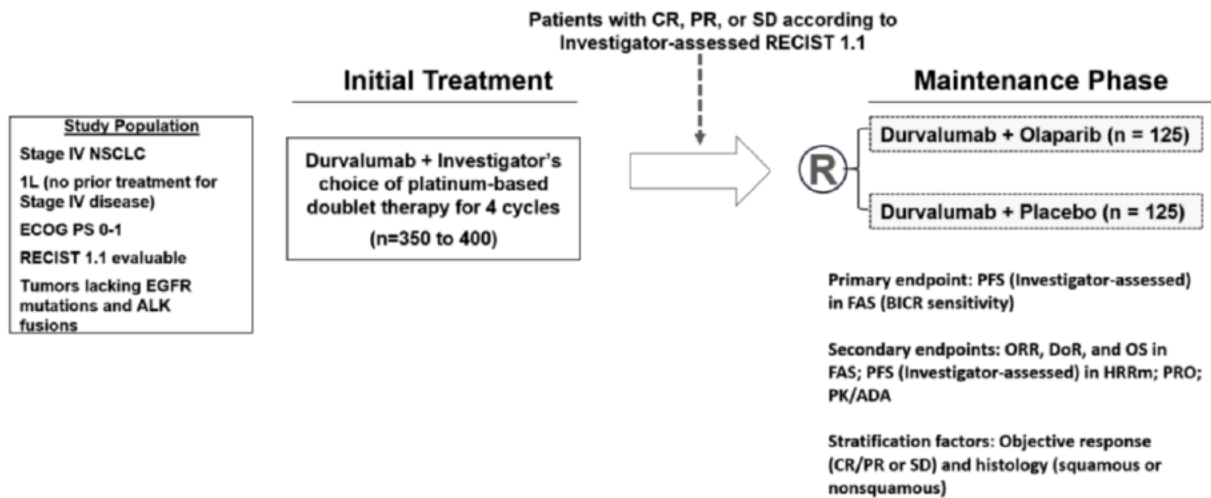 Patients with CR, PR, or SD according to
Investigator-assessed RECIST 1.1
Initial Treatment
Maintenance Phase
Study Population
Stage IV NSCLC
1L (no prior treatment for
Stage IV disease)
ECOG PS 0-1
RECIST 1.1 evaluable
Tumors lacking EGFR
mutations and ALK
fusions
Durvalumab + Investigator's
choice of platinum-based
doublet therapy for 4 cycles
(n=350 to 400)
R
Durvalumab + Olaparib (n = 125)
Durvalumab + Placebo (n = 125)
Primary endpoint: PFS (Investigator-assessed)
in FAS (BICR sensitivity)
Secondary endpoints: ORR, DoR, and OS in
FAS; PFS (Investigator-assessed) in HRRm; PRO;
PK/ADA
Stratification factors: Objective response
(CR/PR or SD) and histology (squamous or
nonsquamous)